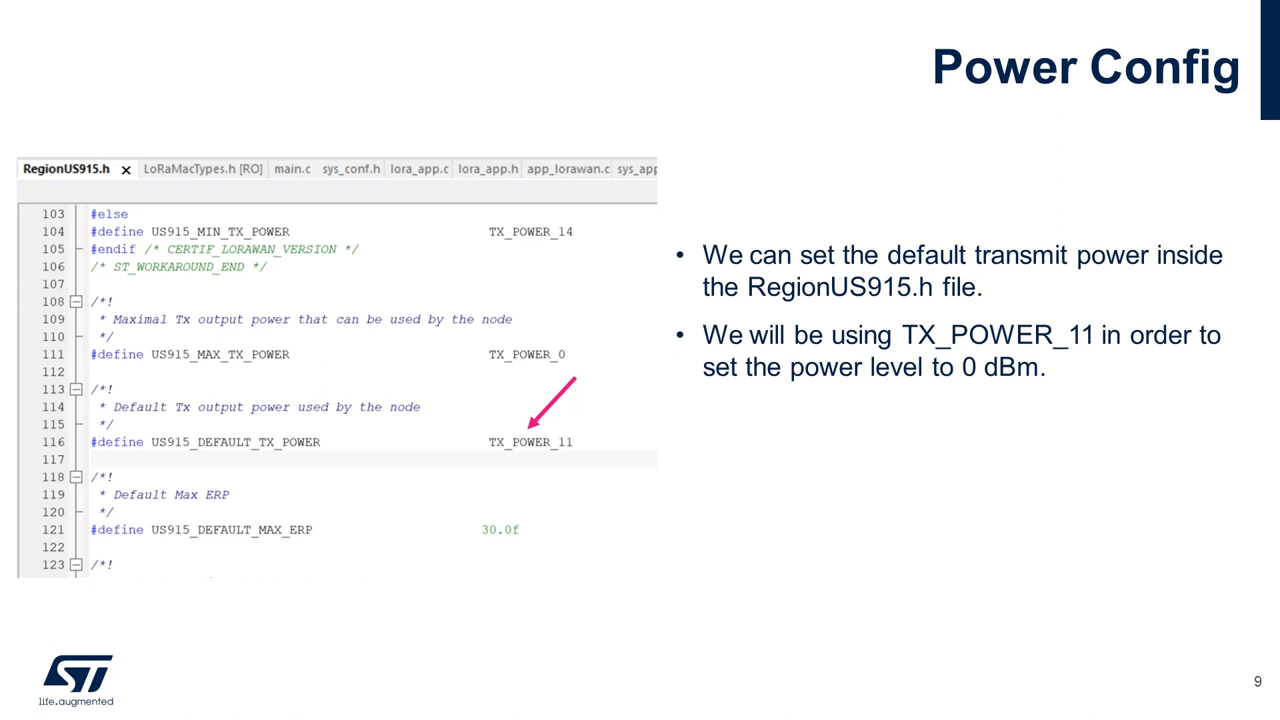 Power Config
RegionUS915.h × LoRaMacTypes.h [RO] main.c sys_conf.h lora_app.c lora_app.h app_lorawan.c sys_app
103 #else
104 #define US915_MIN_TX_POWER TX_POWER_14
105 #endif /* CERTIF_LORAWAN_VERSION */
106 /* ST_WORKAROUND_END */
107
108 /*!
109 * Maximal Tx output power that can be used by the node
110 */
111 #define US915_MAX_TX_POWER TX_POWER_0
112
113 /*!
114 * Default Tx output power used by the node
115 */
116 #define US915_DEFAULT_TX_POWER TX_POWER_11
117
118 /*!
119 * Default Max ERP
120 */
121 #define US915_DEFAULT_MAX_ERP 30.0f
122
123 /*!
• We can set the default transmit power inside
the RegionUS915.h file.
• We will be using TX_POWER_11 in order to
set the power level to 0 dBm.
ST
life.augmented
9